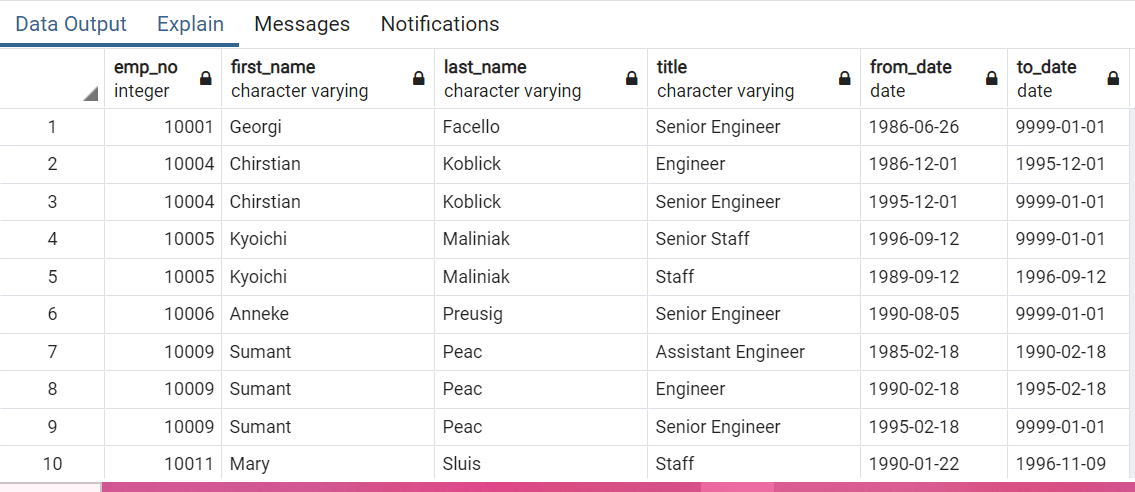 Data Output Explain Messages Notifications
emp_no first_name last_name title from_date to_date
integer character varying character varying character varying date date
1 10001 Georgi Facello Senior Engineer 1986-06-26 9999-01-01
2 10004 Chirstian Koblick Engineer 1986-12-01 1995-12-01
3 10004 Chirstian Koblick Senior Engineer 1995-12-01 9999-01-01
4 10005 Kyoichi Maliniak Senior Staff 1996-09-12 9999-01-01
5 10005 Kyoichi Maliniak Staff 1989-09-12 1996-09-12
6 10006 Anneke Preusig Senior Engineer 1990-08-05 9999-01-01
7 10009 Sumant Peac Assistant Engineer 1985-02-18 1990-02-18
8 10009 Sumant Peac Engineer 1990-02-18 1995-02-18
9 10009 Sumant Peac Senior Engineer 1995-02-18 9999-01-01
10 10011 Mary Sluis Staff 1990-01-22 1996-11-09